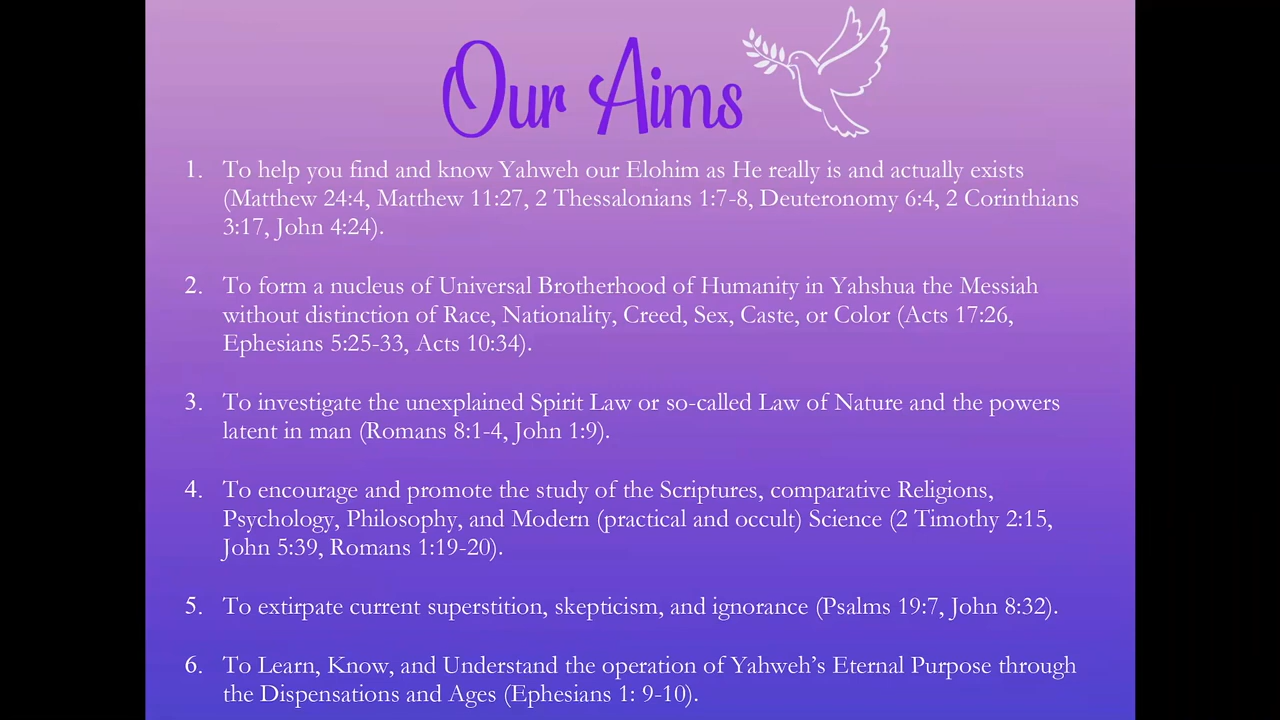 Our Aims
1. To help you find and know Yahweh our Elohim as He really is and actually exists
(Matthew 24:4, Matthew 11:27, 2 Thessalonians 1:7-8, Deuteronomy 6:4, 2 Corinthians
3:17, John 4:24).
2. To form a nucleus of Universal Brotherhood of Humanity in Yahshua the Messiah
without distinction of Race, Nationality, Creed, Sex, Caste, or Color (Acts 17:26,
Ephesians 5:25-33, Acts 10:34).
3. To investigate the unexplained Spirit Law or so-called Law of Nature and the powers
latent in man (Romans 8:1-4, John 1:9).
4. To encourage and promote the study of the Scriptures, comparative Religions,
Psychology, Philosophy, and Modern (practical and occult) Science (2 Timothy 2:15,
John 5:39, Romans 1:19-20).
5. To extirpate current superstition, skepticism, and ignorance (Psalms 19:7, John 8:32).
6. To Learn, Know, and Understand the operation of Yahweh’s Eternal Purpose through
the Dispensations and Ages (Ephesians 1: 9-10).